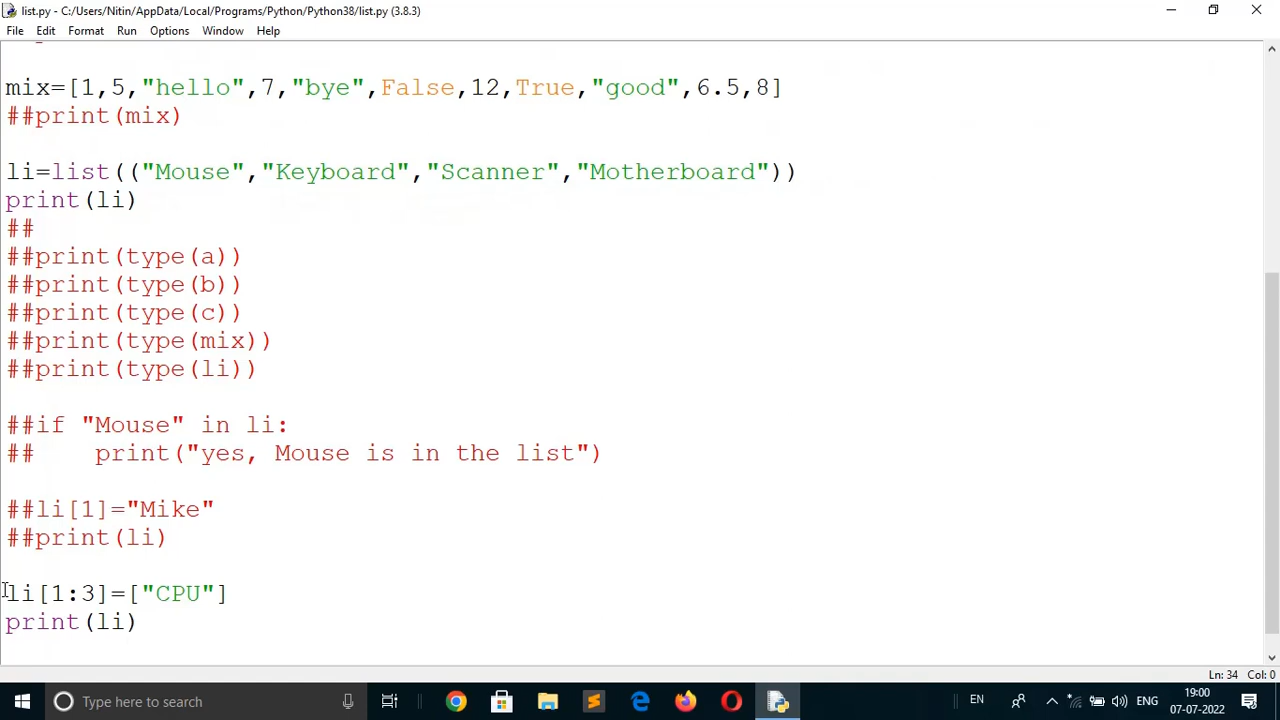 list.py - C:/Users/Nitin/AppData/Local/Programs/Python/Python38/list.py (3.8.3)
File Edit Format Run Options Window Help
mix=[1,5,"hello",7,"bye",False,12,True,"good",6.5,8]
##print(mix)
li=list(("Mouse","Keyboard","Scanner","Motherboard"))
print(li)
##
##print(type(a))
##print(type(b))
##print(type(c))
##print(type(mix))
##print(type(li))
##if "Mouse" in li:
##    print("yes, Mouse is in the list")
##li[1]="Mike"
##print(li)
li[1:3]=["CPU"]
print(li)
Ln: 34 Col: 0
Type here to search
EN
ENG
19:00
07-07-2022